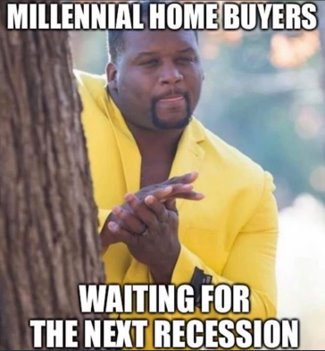 MILLENNIAL HOME BUYERS
WAITING FOR
THE NEXT RECESSION